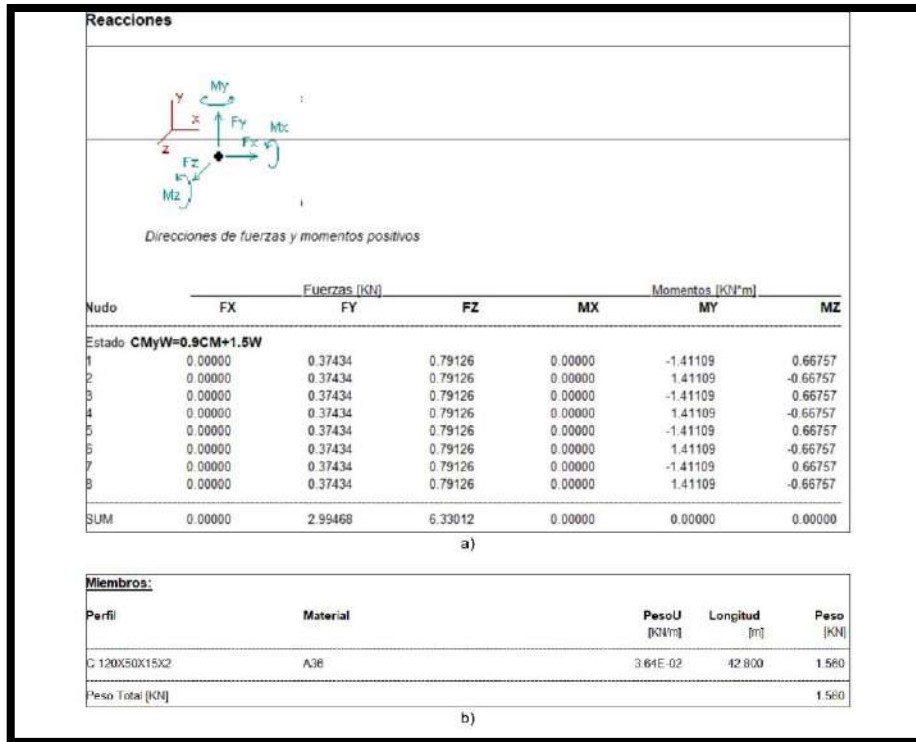 Reacciones
My
Y
X
Fy
Mx
Fx
Z
Fz
Mz
Direcciones de fuerzas y momentos positivos
Fuerzas [KN] Momentos [KN*m]
Nudo FX FY FZ MX MY MZ
Estado CMyW=0.9CM+1.5W
1 0.00000 0.37434 0.79126 0.00000 -1.41109 0.66757
2 0.00000 0.37434 0.79126 0.00000 1.41109 -0.66757
3 0.00000 0.37434 0.79126 0.00000 -1.41109 0.66757
4 0.00000 0.37434 0.79126 0.00000 1.41109 -0.66757
5 0.00000 0.37434 0.79126 0.00000 -1.41109 0.66757
6 0.00000 0.37434 0.79126 0.00000 1.41109 -0.66757
7 0.00000 0.37434 0.79126 0.00000 -1.41109 0.66757
8 0.00000 0.37434 0.79126 0.00000 1.41109 -0.66757
SUM 0.00000 2.99468 6.33012 0.00000 0.00000 0.00000
a)
Miembros:
Perfil Material PesoU Longitud Peso
[KN/m] [m] [KN]
C 120X50X15X2 A36 3.64E-02 42.800 1.560
Peso Total [KN] 1.560
b)